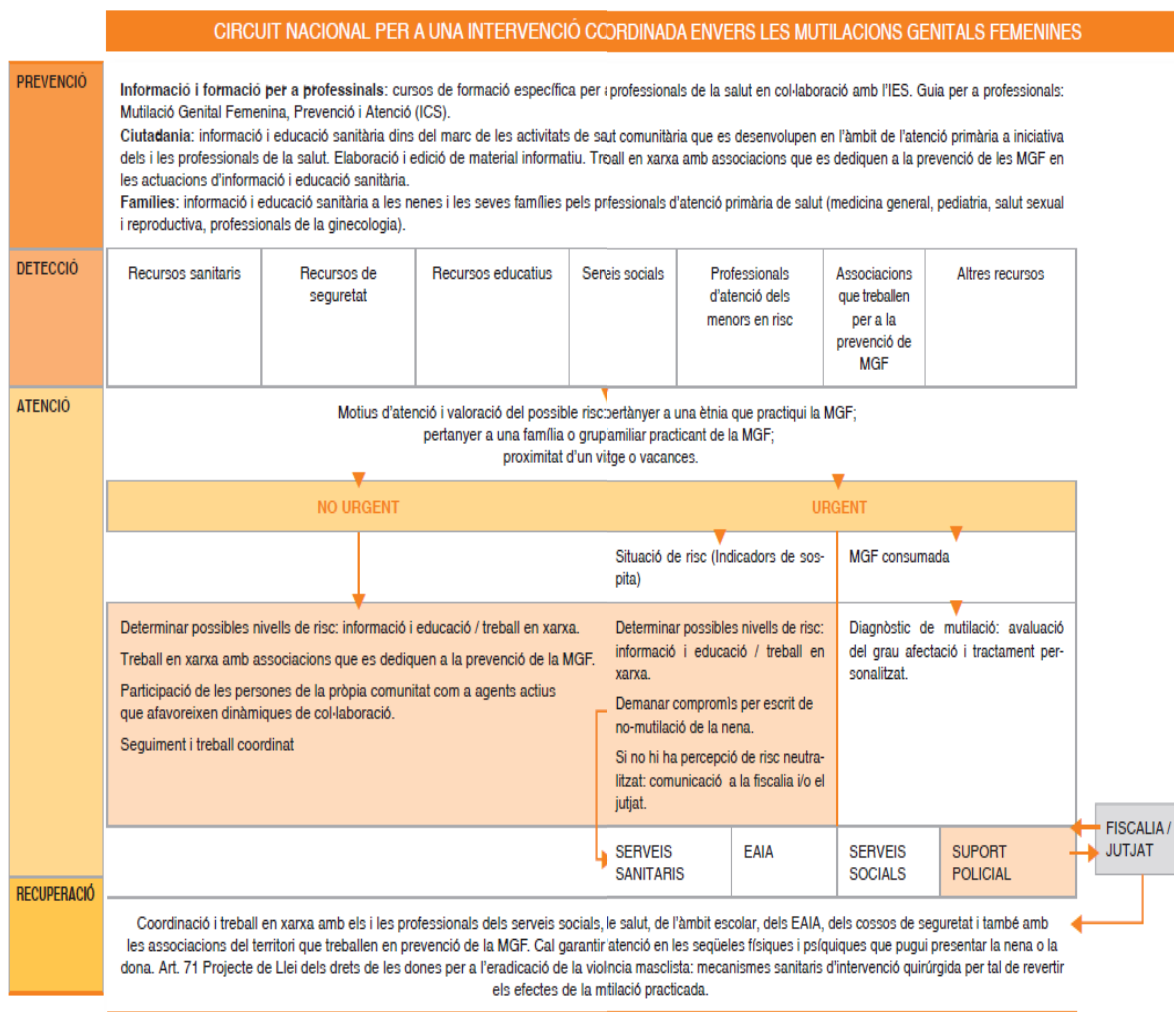 CIRCUIT NACIONAL PER A UNA INTERVENCIÓ COORDINADA ENVERS LES MUTILACIONS GENITALS FEMENINES
PREVENCIÓ
Informació i formació per a professinals: cursos de formació específica per a professionals de la salut en col·laboració amb l'IES. Guia per a professionals:
Mutilació Genital Femenina, Prevenció i Atenció (ICS).
Ciutadania: informació i educació sanitària dins del marc de les activitats de saut comunitària que es desenvolupen en l'àmbit de l'atenció primària a iniciativa
dels i les professionals de la salut. Elaboració i edició de material informatiu. Treall en xarxa amb associacions que es dediquen a la prevenció de les MGF en
les actuacions d'informació i educació sanitària.
Famílies: informació i educació sanitària a les nenes i les seves famílies pels prfessionals d'atenció primària de salut (medicina general, pediatria, salut sexual
i reproductiva, professionals de la ginecologia).
DETECCIÓ
Recursos sanitaris
Recursos de
seguretat
Recursos educatius
Serveis socials
Professionals
d'atenció dels
menors en risc
Associacions
que treballen
per a la
prevenció de
MGF
Altres recursos
ATENCIÓ
Motius d'atenció i valoració del possible risc:pertànyer a una ètnia que practiqui la MGF;
pertanyer a una família o grup amiliar practicant de la MGF;
proximitat d'un vitge o vacances.
NO URGENT
URGENT
Situació de risc (Indicadors de sos-
pita)
MGF consumada
Determinar possibles nivells de risc: informació i educació / treball en xarxa.
Treball en xarxa amb associacions que es dediquen a la prevenció de la MGF.
Participació de les persones de la pròpia comunitat com a agents actius
que afavoreixen dinàmiques de col·laboració.
Seguiment i treball coordinat
Determinar possibles nivells de risc:
informació i educació / treball en
xarxa.
Demanar compromìs per escrit de
no-mutilació de la nena.
Si no hi ha percepció de risc neutra-
litzat: comunicació a la fiscalia i/o el
jutjat.
Diagnòstic de mutilació: avaluació
del grau afectació i tractament per-
sonalitzat.
SERVEIS
SANITARIS
EAIA
SERVEIS
SOCIALS
SUPORT
POLICIAL
FISCALIA /
JUTJAT
RECUPERACIÓ
Coordinació i treball en xarxa amb els i les professionals dels serveis socials, le salut, de l'àmbit escolar, dels EAIA, dels cossos de seguretat i també amb
les associacions del territori que treballen en prevenció de la MGF. Cal garantir atenció en les seqüeles físiques i psíquiques que pugui presentar la nena o la
dona. Art. 71 Projecte de Llei dels drets de les dones per a l'eradicació de la violncia masclista: mecanismes sanitaris d'intervenció quirúrgida per tal de revertir
els efectes de la mtilació practicada.